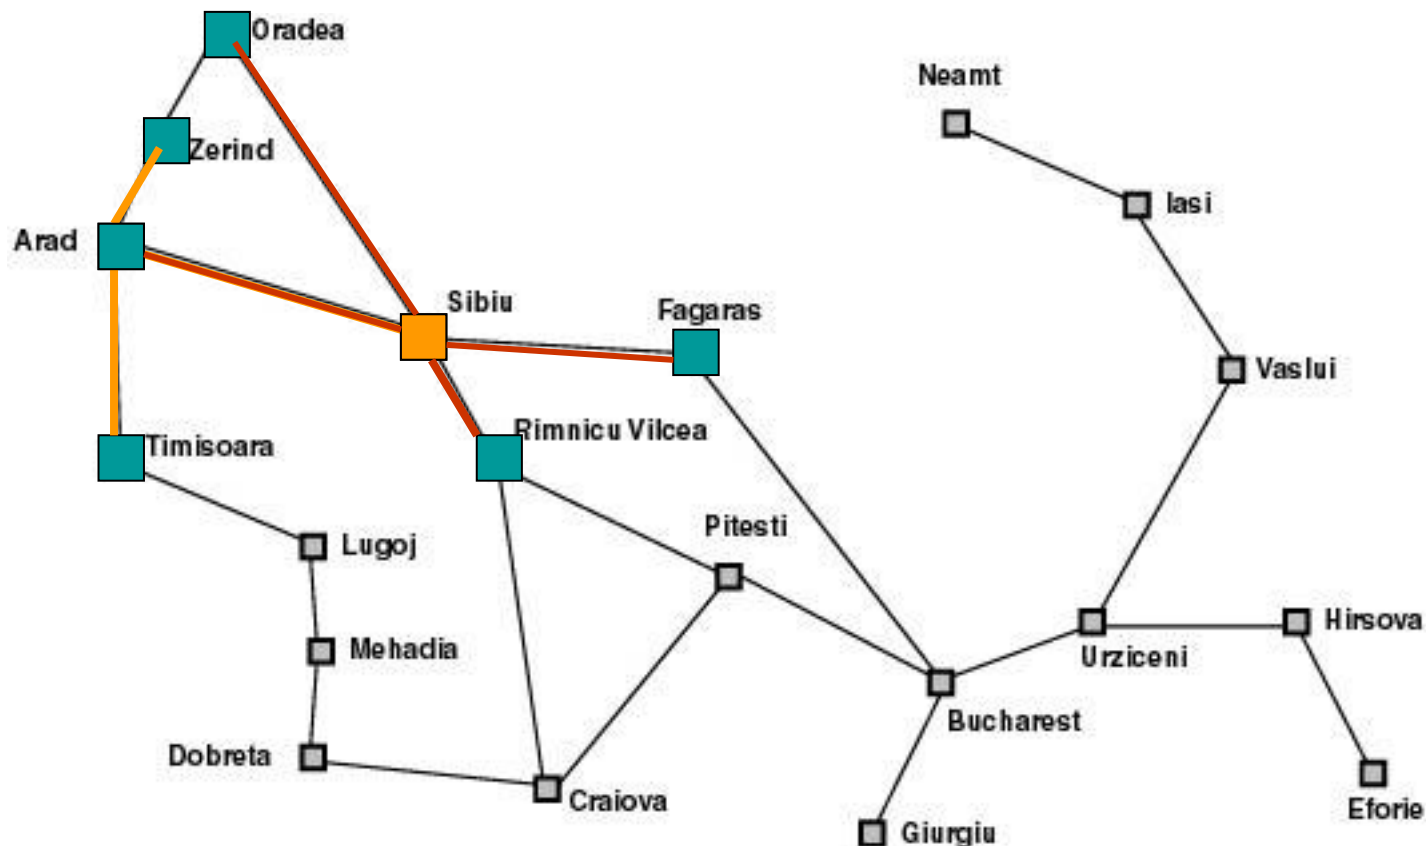 Oradea
Neamt
Zerind
Iasi
Arad
Sibiu
Fagaras
Vaslui
Rimnicu Vilcea
Timisoara
Pitesti
Lugoj
Hirsova
Mehadia
Urziceni
Bucharest
Dobreta
Craiova
Eforie
Giurgiu